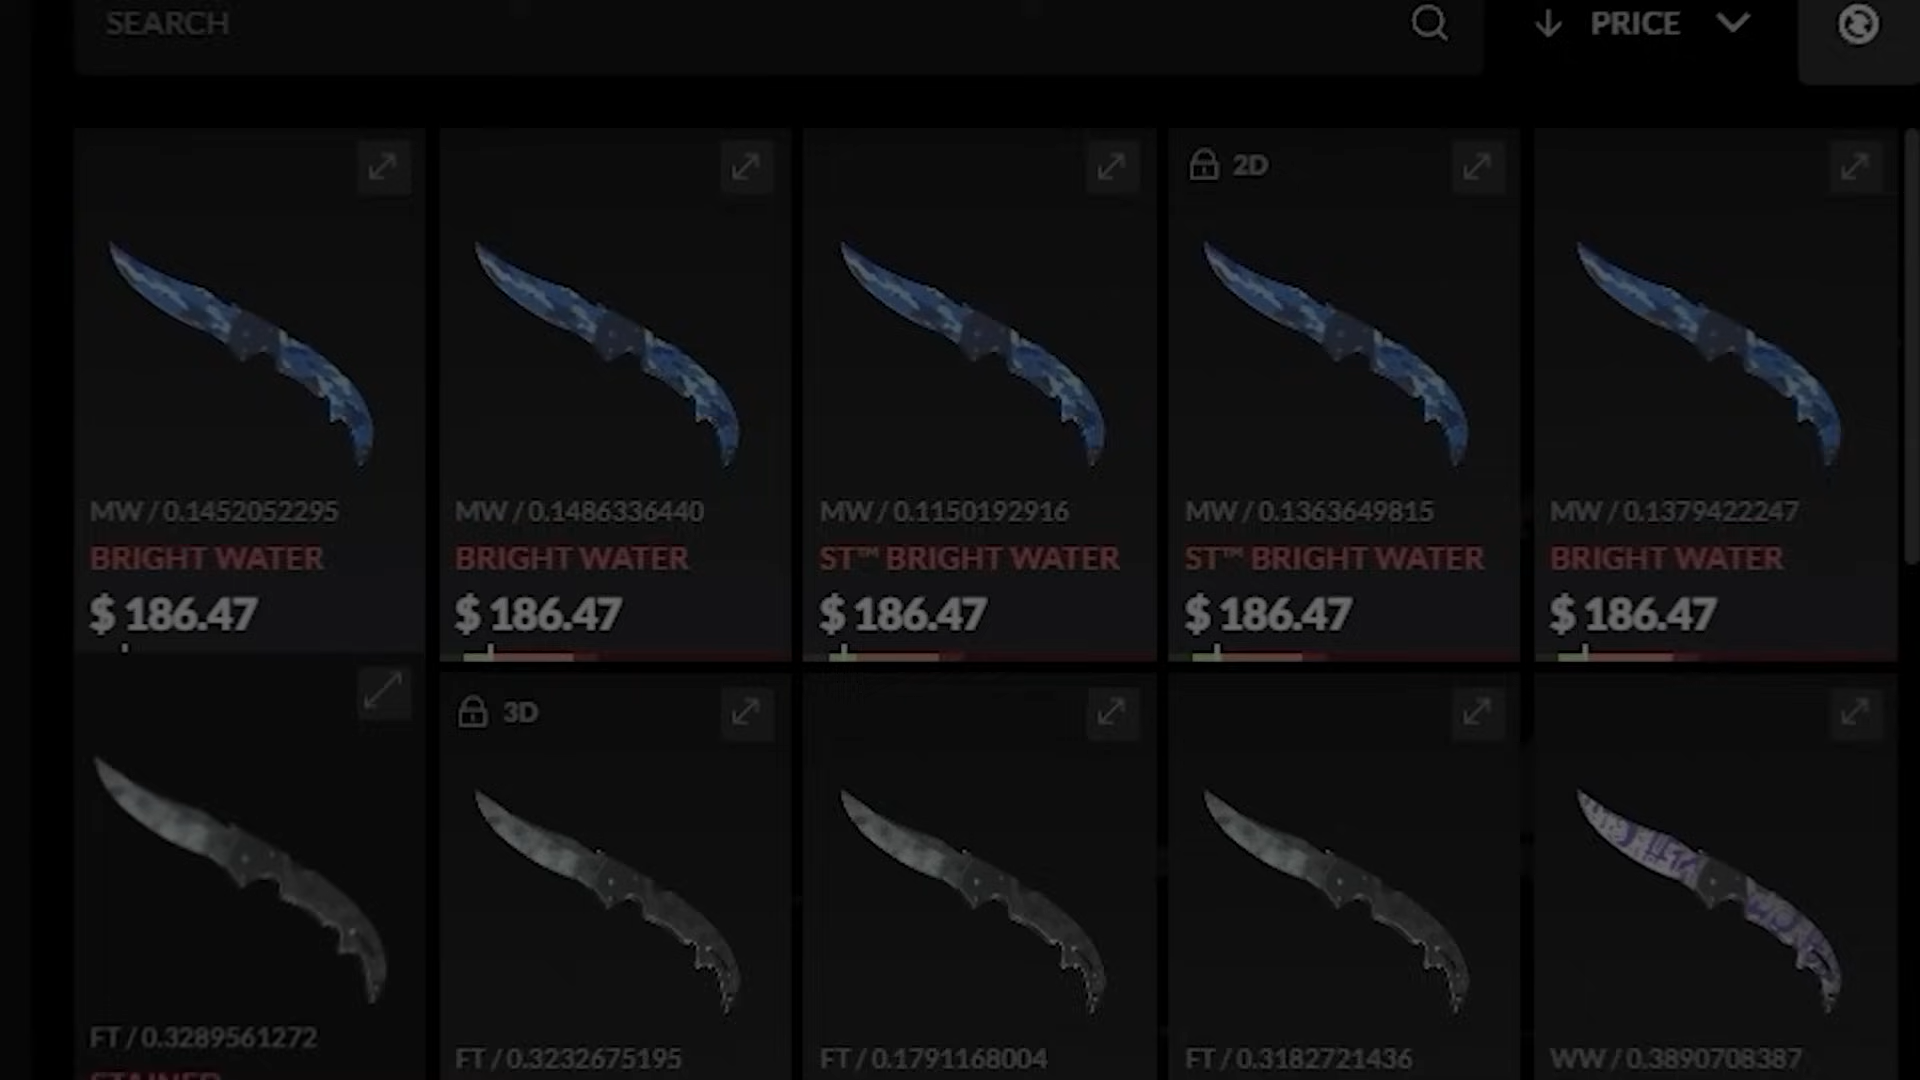 SEARCH
PRICE
2D
MW / 0.1452052295
BRIGHT WATER
$ 186.47
MW / 0.1486336440
BRIGHT WATER
$ 186.47
MW / 0.1150192916
ST™ BRIGHT WATER
$ 186.47
MW / 0.1363649815
ST™ BRIGHT WATER
$ 186.47
MW / 0.1379422247
BRIGHT WATER
$ 186.47
3D
FT / 0.3289561272
STAINED
FT / 0.3232675195
FT / 0.1791168004
FT / 0.3182721436
WW / 0.3890708387